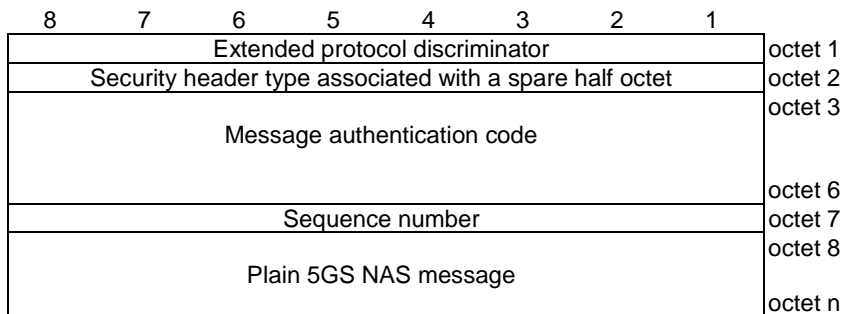 8 7 6 5 4 3 2 1
Extended protocol discriminator octet 1
Security header type associated with a spare half octet octet 2
octet 3
Message authentication code
octet 6
Sequence number octet 7
octet 8
Plain 5GS NAS message
octet n